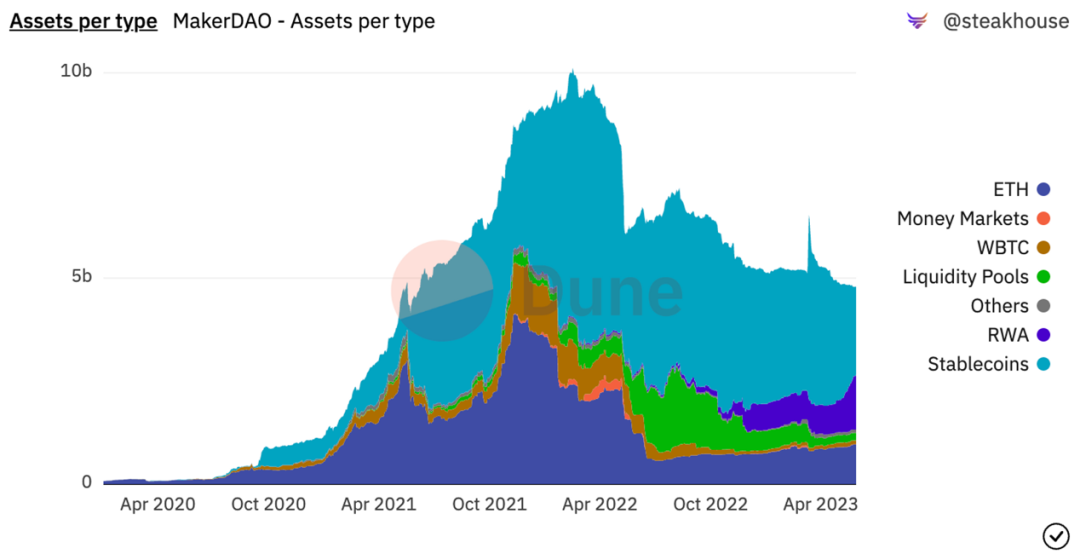 Assets per type MakerDAO - Assets per type @steakhouse
10b
5b
0
Dune
Apr 2020 Oct 2020 Apr 2021 Oct 2021 Apr 2022 Oct 2022 Apr 2023
ETH
Money Markets
WBTC
Liquidity Pools
Others
RWA
Stablecoins